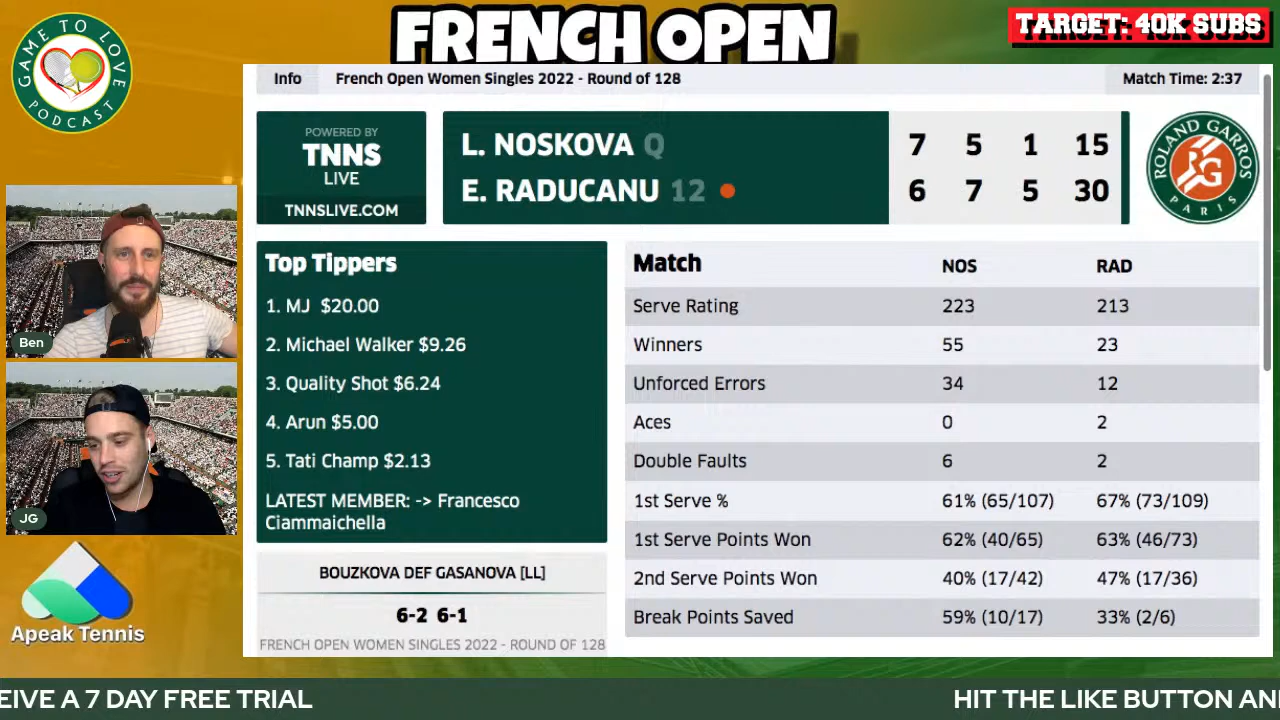 GAME TO LOVE
PODCAST
FRENCH OPEN
TARGET: 40K SUBS
Info French Open Women Singles 2022 - Round of 128 Match Time: 2:37
POWERED BY
TNNS
LIVE
TNNSLIVE.COM
L. NOSKOVA Q 7 5 1 15
E. RADUCANU 12 6 7 5 30
ROLAND GARROS
RG
PARIS
Top Tippers
1. MJ $20.00
2. Michael Walker $9.26
3. Quality Shot $6.24
4. Arun $5.00
5. Tati Champ $2.13
LATEST MEMBER: -> Francesco
Ciammaichella
BOUZKOVA DEF GASANOVA [LL]
6-2 6-1
FRENCH OPEN WOMEN SINGLES 2022 - ROUND OF 128
Match NOS RAD
Serve Rating 223 213
Winners 55 23
Unforced Errors 34 12
Aces 0 2
Double Faults 6 2
1st Serve % 61% (65/107) 67% (73/109)
1st Serve Points Won 62% (40/65) 63% (46/73)
2nd Serve Points Won 40% (17/42) 47% (17/36)
Break Points Saved 59% (10/17) 33% (2/6)
Ben
JG
Apeak Tennis
EIVE A 7 DAY FREE TRIAL HIT THE LIKE BUTTON AN